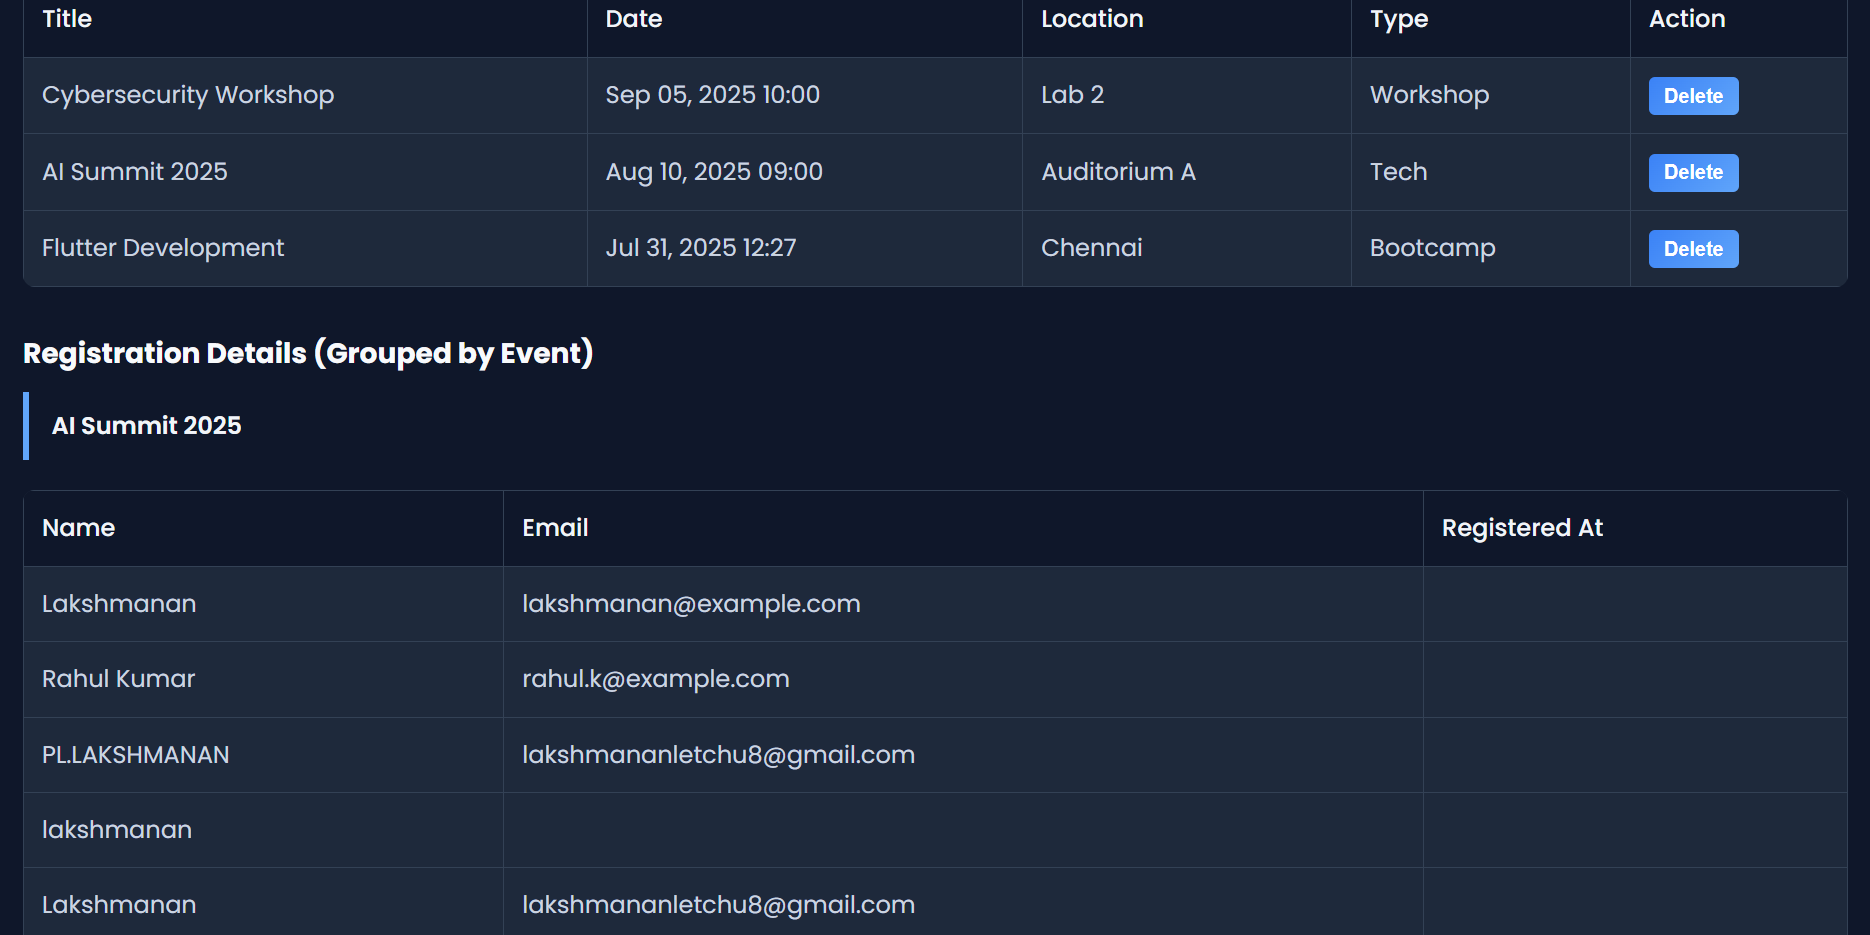 Title Date Location Type Action
Cybersecurity Workshop Sep 05, 2025 10:00 Lab 2 Workshop Delete
AI Summit 2025 Aug 10, 2025 09:00 Auditorium A Tech Delete
Flutter Development Jul 31, 2025 12:27 Chennai Bootcamp Delete
Registration Details (Grouped by Event)
AI Summit 2025
Name Email Registered At
Lakshmanan lakshmanan@example.com
Rahul Kumar rahul.k@example.com
PL.LAKSHMANAN lakshmananletchu8@gmail.com
lakshmanan
Lakshmanan lakshmananletchu8@gmail.com